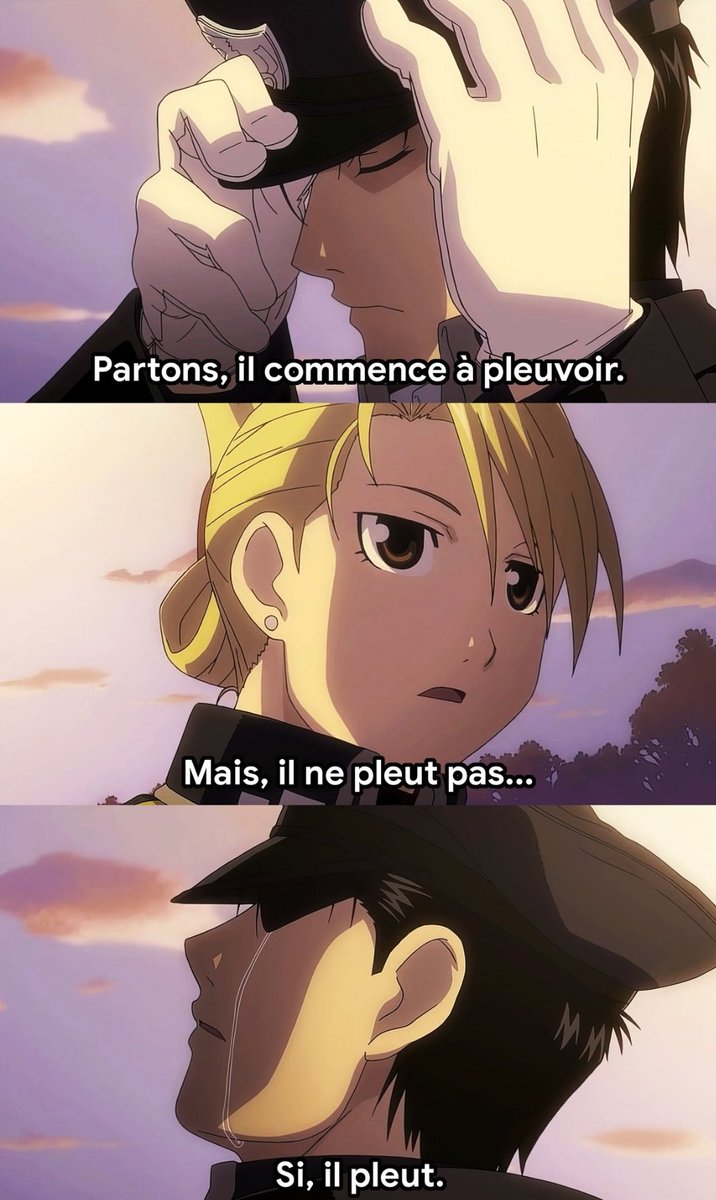 Partons, il commence à pleuvoir.
Mais, il ne pleut pas...
Si, il pleut.